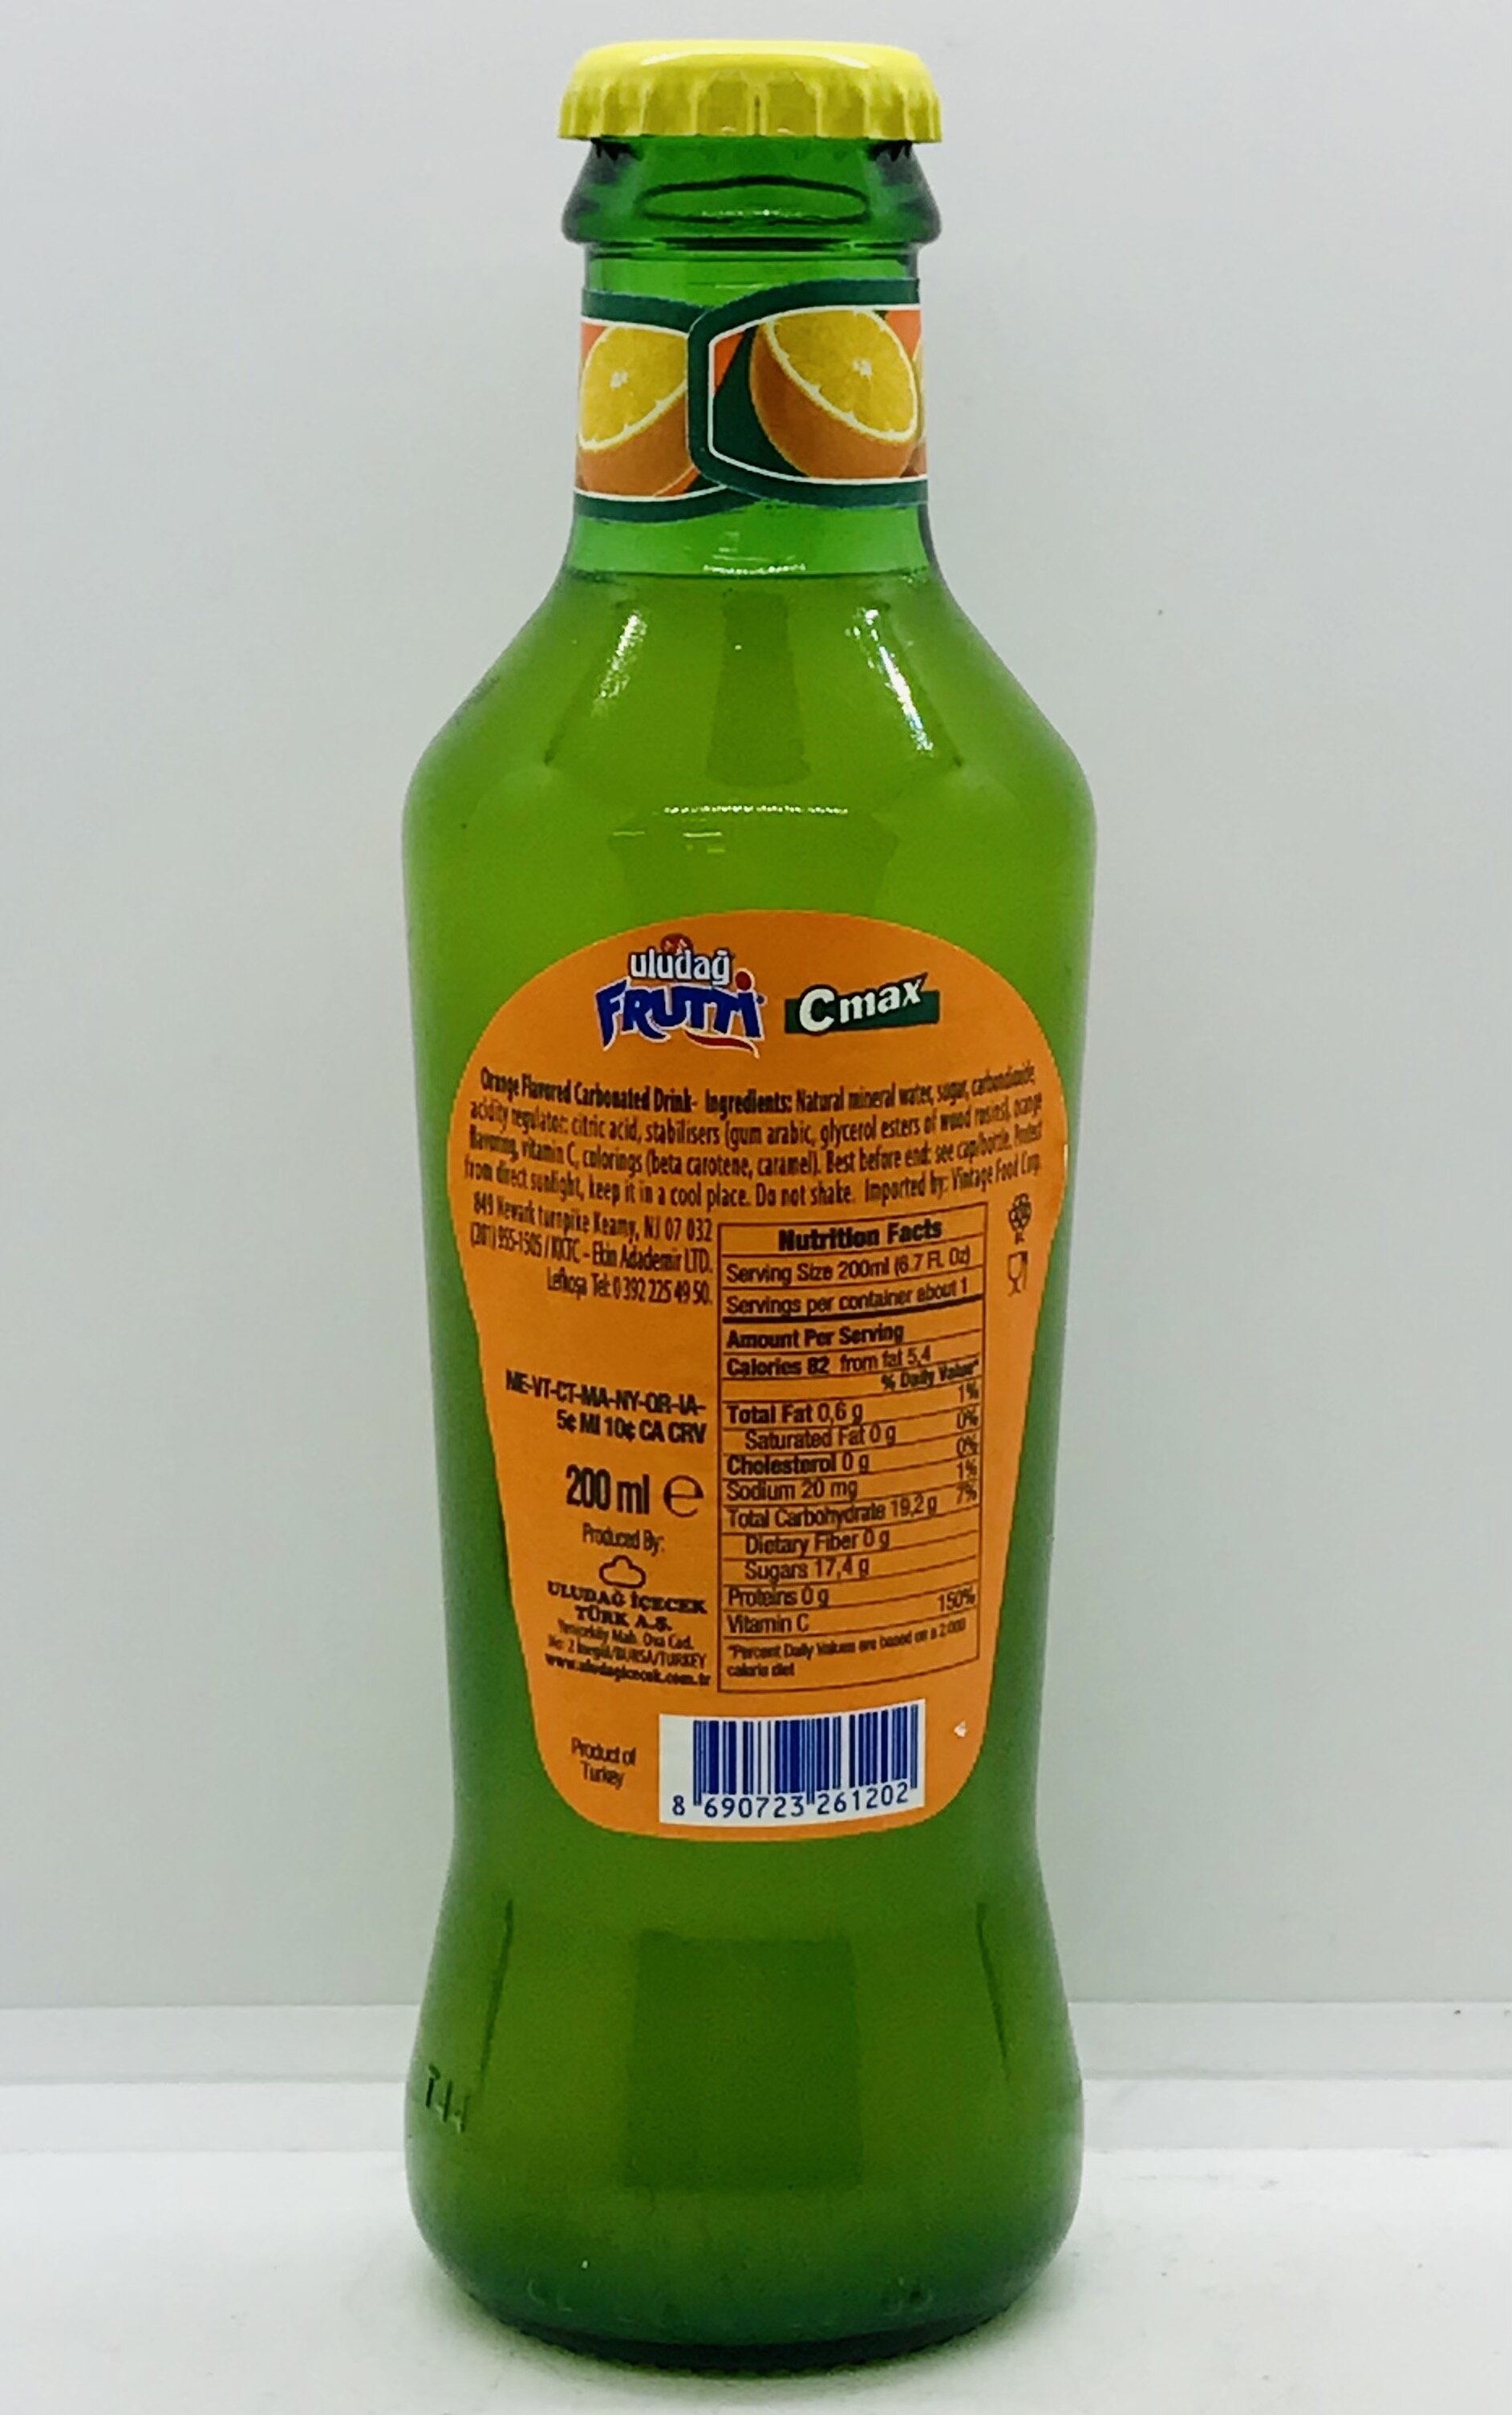 uludağ
FRUTTi
Cmax
Orange Flavored Carbonated Drink- Ingredients: Natural mineral water, sugar, carbondioxide,
acidity regulator: citric acid, stabilisers (gum arabic, glycerol esters of wood rosins), orange
flavoring, vitamin C, colorings (beta carotene, caramel). Best before end: see cap/bottle. Protect
from direct sunlight, keep it in a cool place. Do not shake. Imported by: Vintage Food Corp.
849 Newark turnpike Kearny, NJ 07 032
(201) 955-1505 / KKTC - Ekin Adademir LTD.
Lefkoşa Tel: 0 392 225 49 50.
ME-VT-CT-MA-NY-OR-IA-
5¢ MI 10¢ CA CRV
200 ml e
Produced By:
ULUDAĞ İÇECEK
TÜRK A.Ş.
Yeniceköy Mah. Ova Cad.
No: 2 İnegöl/BURSA/TURKEY
www.uludagicecek.com.tr
Nutrition Facts
Serving Size 200ml (6.7 FL Oz)
Servings per container about 1
Amount Per Serving
Calories 82 from fat 5,4
% Daily Value*
Total Fat 0,6 g 1%
Saturated Fat 0 g 0%
Cholesterol 0 g 0%
Sodium 20 mg 1%
Total Carbohydrate 19,2 g 7%
Dietary Fiber 0 g
Sugars 17,4 g
Proteins 0 g
Vitamin C 150%
*Percent Daily Values are based on a 2 000
calorie diet
Product of
Turkey
8 690723 261202